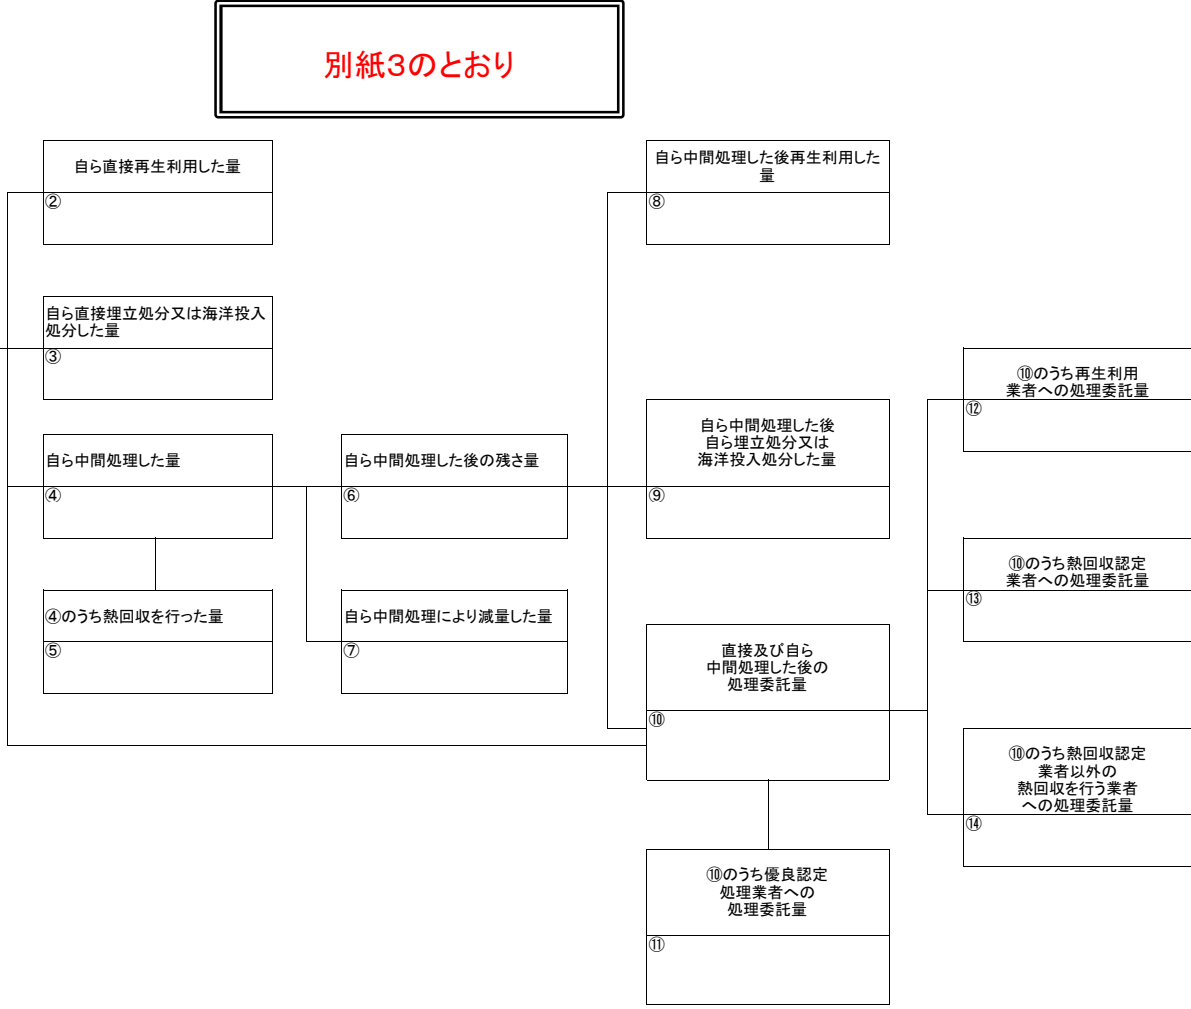 別紙3のとおり
自ら直接再生利用した量
②
自ら中間処理した後再生利用した
量
⑧
自ら直接埋立処分又は海洋投入
処分した量
③
⑩のうち再生利用
業者への処理委託量
⑫
自ら中間処理した量
④
自ら中間処理した後の残さ量
⑥
自ら中間処理した後
自ら埋立処分又は
海洋投入処分した量
⑨
⑩のうち熱回収認定
業者への処理委託量
⑬
④のうち熱回収を行った量
⑤
自ら中間処理により減量した量
⑦
直接及び自ら
中間処理した後の
処理委託量
⑩
⑩のうち熱回収認定
業者以外の
熱回収を行う業者
への処理委託量
⑭
⑩のうち優良認定
処理業者への
処理委託量
⑪